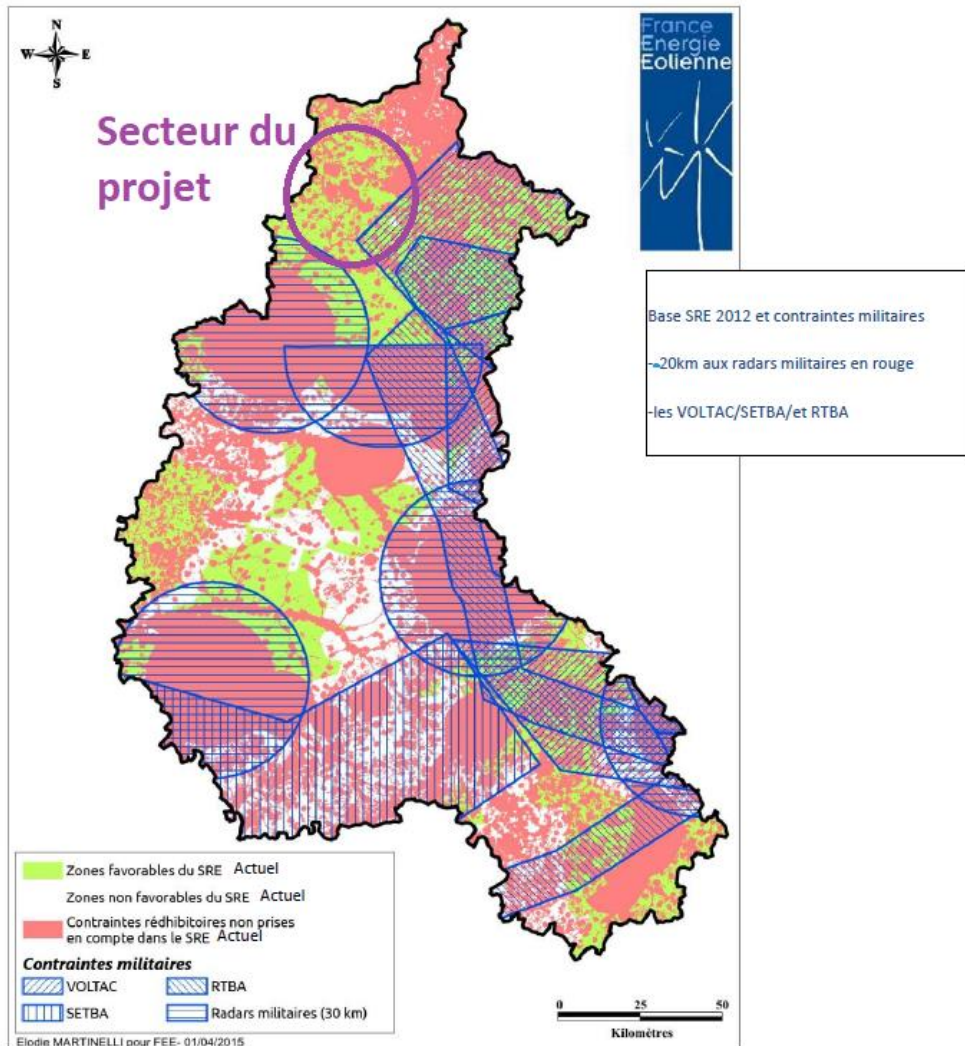 N
W E
S
France
Energie
Eolienne
Secteur du
projet
Base SRE 2012 et contraintes militaires
-20km aux radars militaires en rouge
-les VOLTAC/SETBA/et RTBA
Zones favorables du SRE Actuel
Zones non favorables du SRE Actuel
Contraintes rédhibitoires non prises
en compte dans le SRE Actuel
Contraintes militaires
VOLTAC RTBA
SETBA Radars militaires (30 km)
0 25 50
Kilomètres
Elodie MARTINELLI pour FEE- 01/04/2015